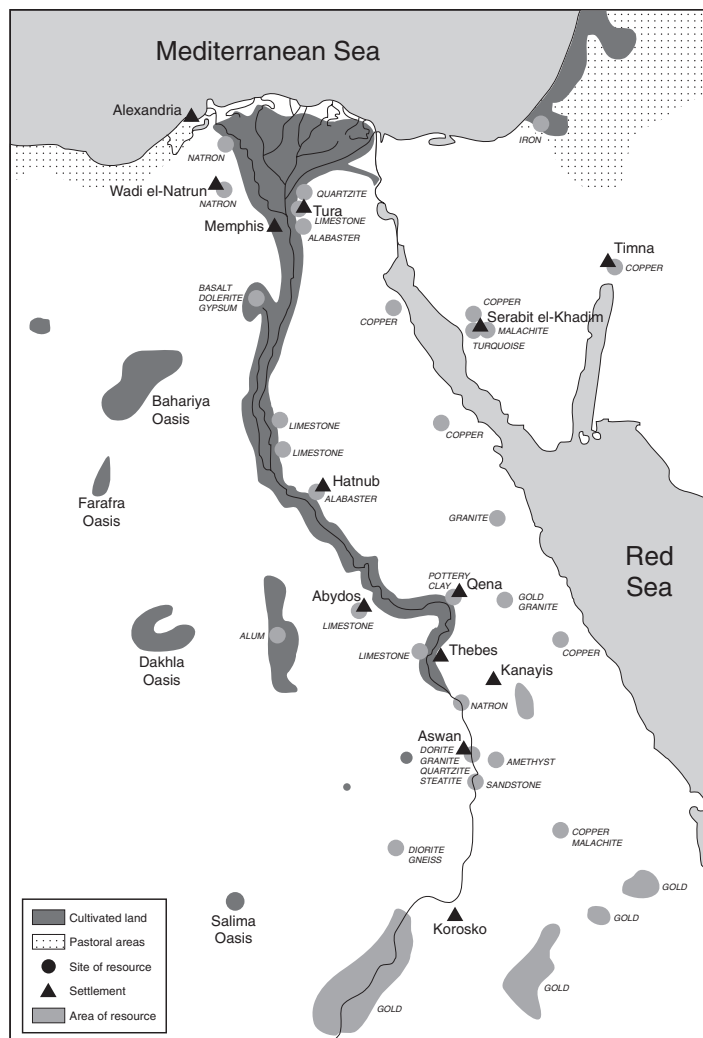 Mediterranean Sea
Alexandria
IRON
NATRON
Wadi el-Natrun
NATRON
QUARTZITE
Tura
LIMESTONE
Memphis
ALABASTER
Timna
COPPER
BASALT
DOLERITE
GYPSUM
COPPER
COPPER
Serabit el-Khadim
MALACHITE
TURQUOISE
Bahariya
Oasis
LIMESTONE
COPPER
LIMESTONE
Hatnub
ALABASTER
Farafra
Oasis
GRANITE
Red
Sea
POTTERY
CLAY
Qena
Abydos
LIMESTONE
GOLD
GRANITE
ALUM
Dakhla
Oasis
LIMESTONE
Thebes
COPPER
Kanayis
NATRON
Aswan
DORITE
GRANITE
QUARTZITE
STEATITE
AMETHYST
SANDSTONE
COPPER
MALACHITE
DIORITE
GNEISS
GOLD
GOLD
Salima
Oasis
Korosko
GOLD
GOLD
Cultivated land
Pastoral areas
Site of resource
Settlement
Area of resource